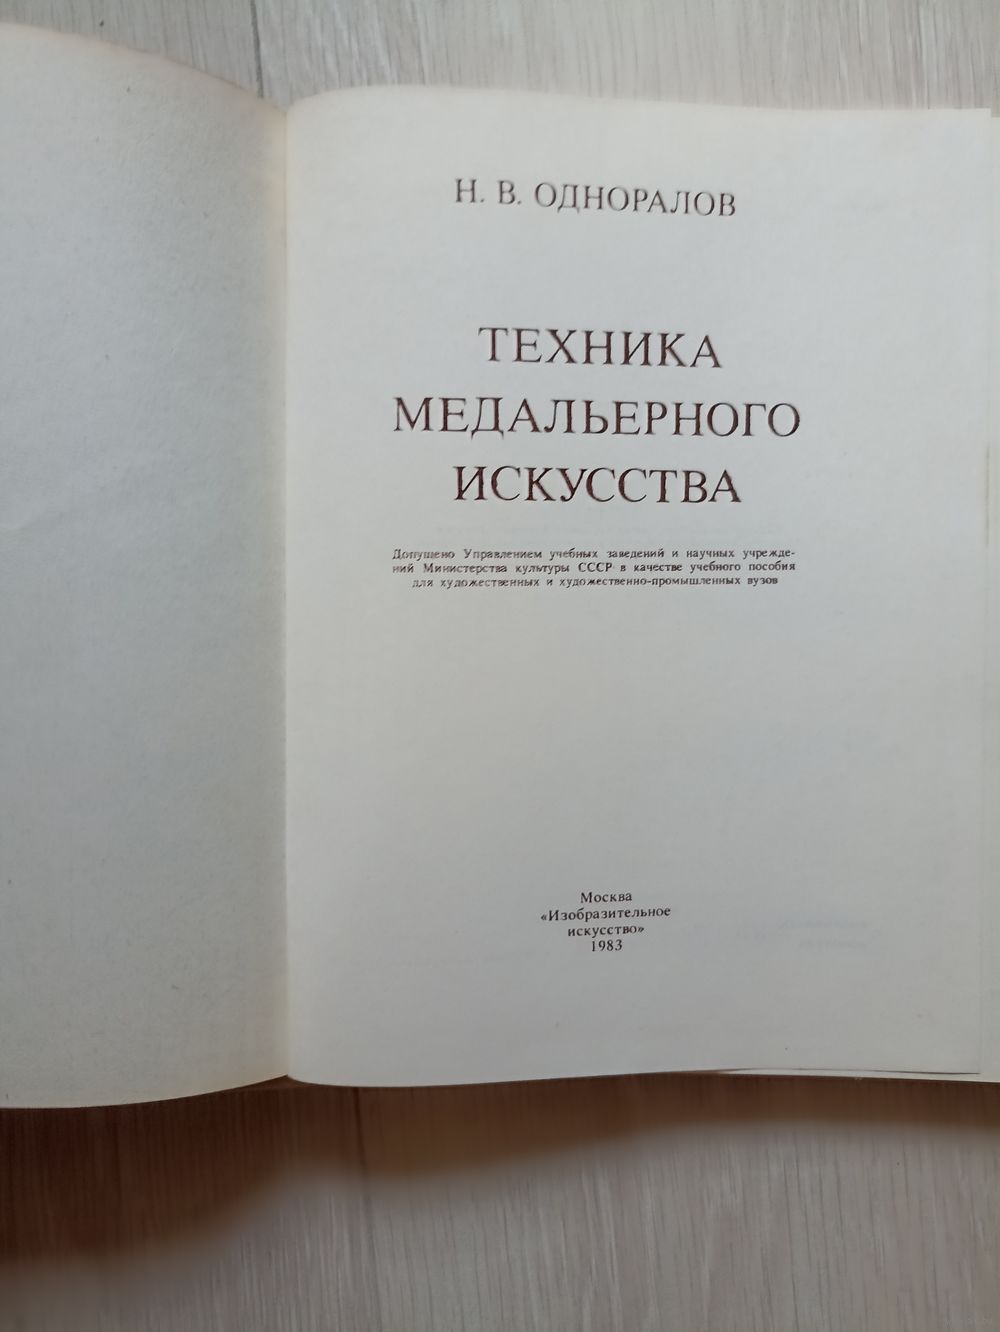 Н. В. ОДНОРАЛОВ
ТЕХНИКА
МЕДАЛЬЕРНОГО
ИСКУССТВА
Допущено Управлением учебных заведений и научных учрежде-
ний Министерства культуры СССР в качестве учебного пособия
для художественных и художественно-промышленных вузов
Москва
«Изобразительное
искусство»
1983